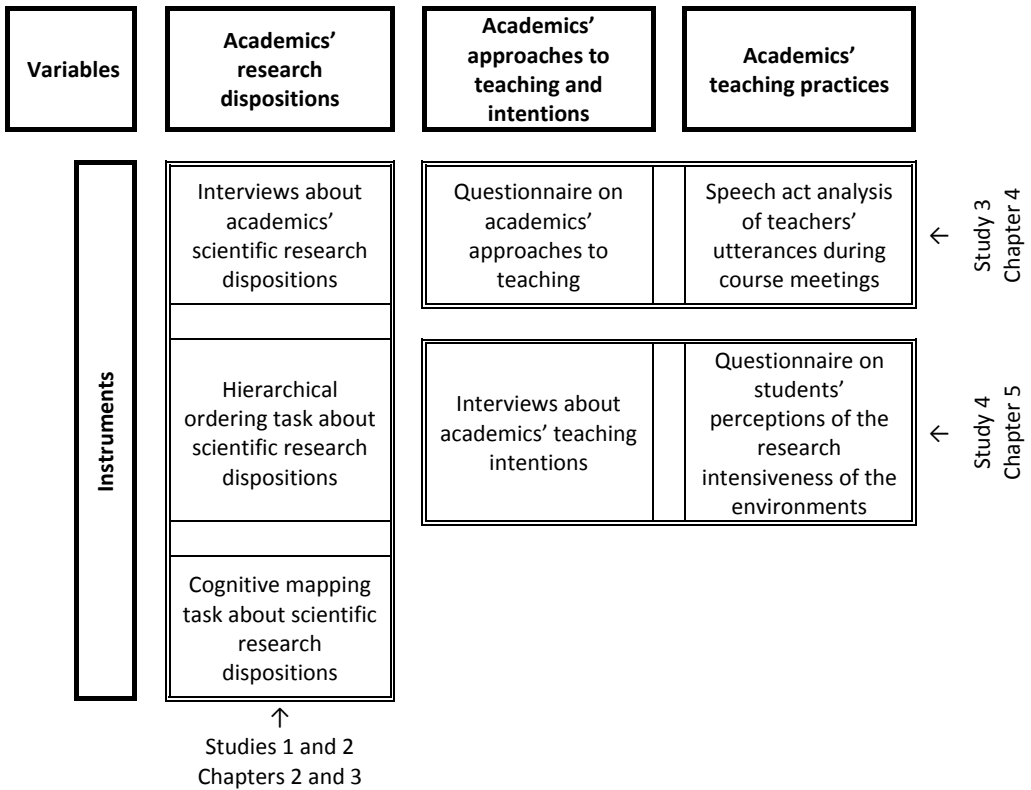 Variables
Academics’
research
dispositions
Academics’
approaches to
teaching and
intentions
Academics’
teaching practices
Instruments
Interviews about
academics’
scientific research
dispositions
Questionnaire on
academics’
approaches to
teaching
Speech act analysis
of teachers’
utterances during
course meetings
←
Study 3
Chapter 4
Hierarchical
ordering task about
scientific research
dispositions
Interviews about
academics’ teaching
intentions
Questionnaire on
students’
perceptions of the
research
intensiveness of the
environments
←
Study 4
Chapter 5
Cognitive mapping
task about scientific
research
dispositions
↑
Studies 1 and 2
Chapters 2 and 3